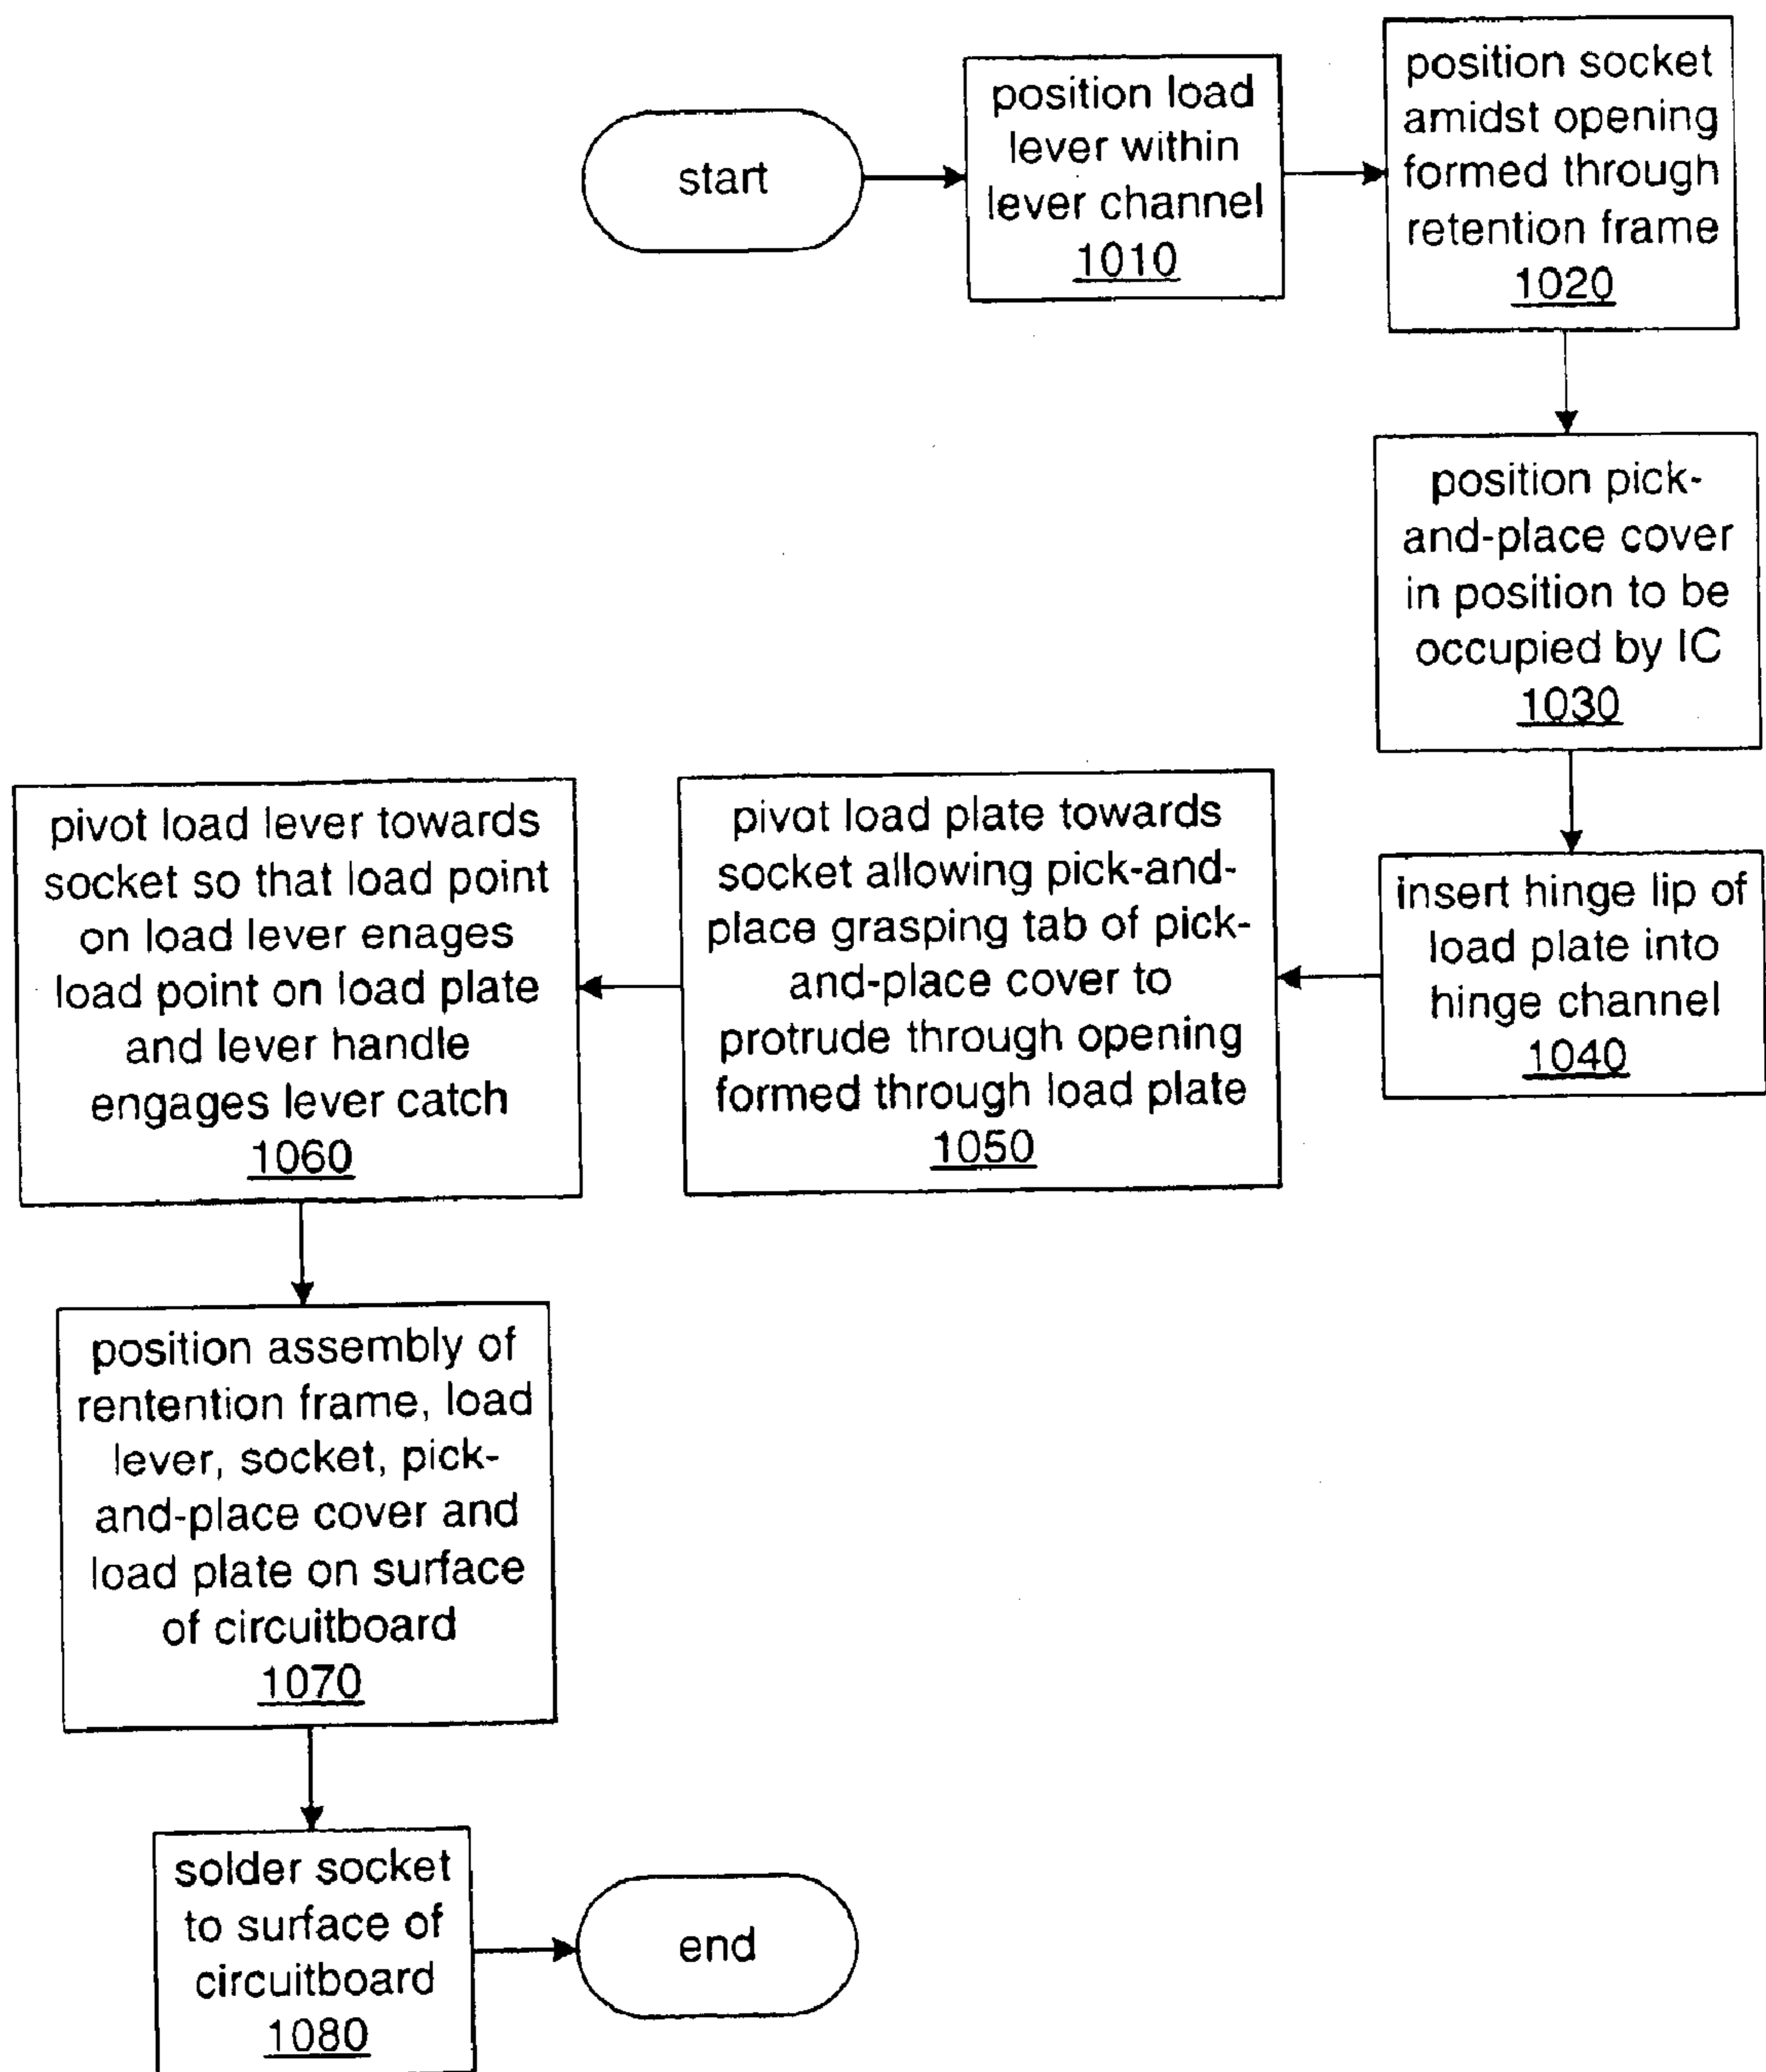 start
position load
lever within
lever channel
1010
position socket
amidst opening
formed through
retention frame
1020
position pick-
and-place cover
in position to be
occupied by IC
1030
insert hinge lip of
load plate into
hinge channel
1040
pivot load plate towards
socket allowing pick-and-
place grasping tab of pick-
and-place cover to
protrude through opening
formed through load plate
1050
pivot load lever towards
socket so that load point
on load lever enages
load point on load plate
and lever handle
engages lever catch
1060
position assembly of
rentention frame, load
lever, socket, pick-
and-place cover and
load plate on surface
of circuitboard
1070
solder socket
to surface of
circuitboard
1080
end